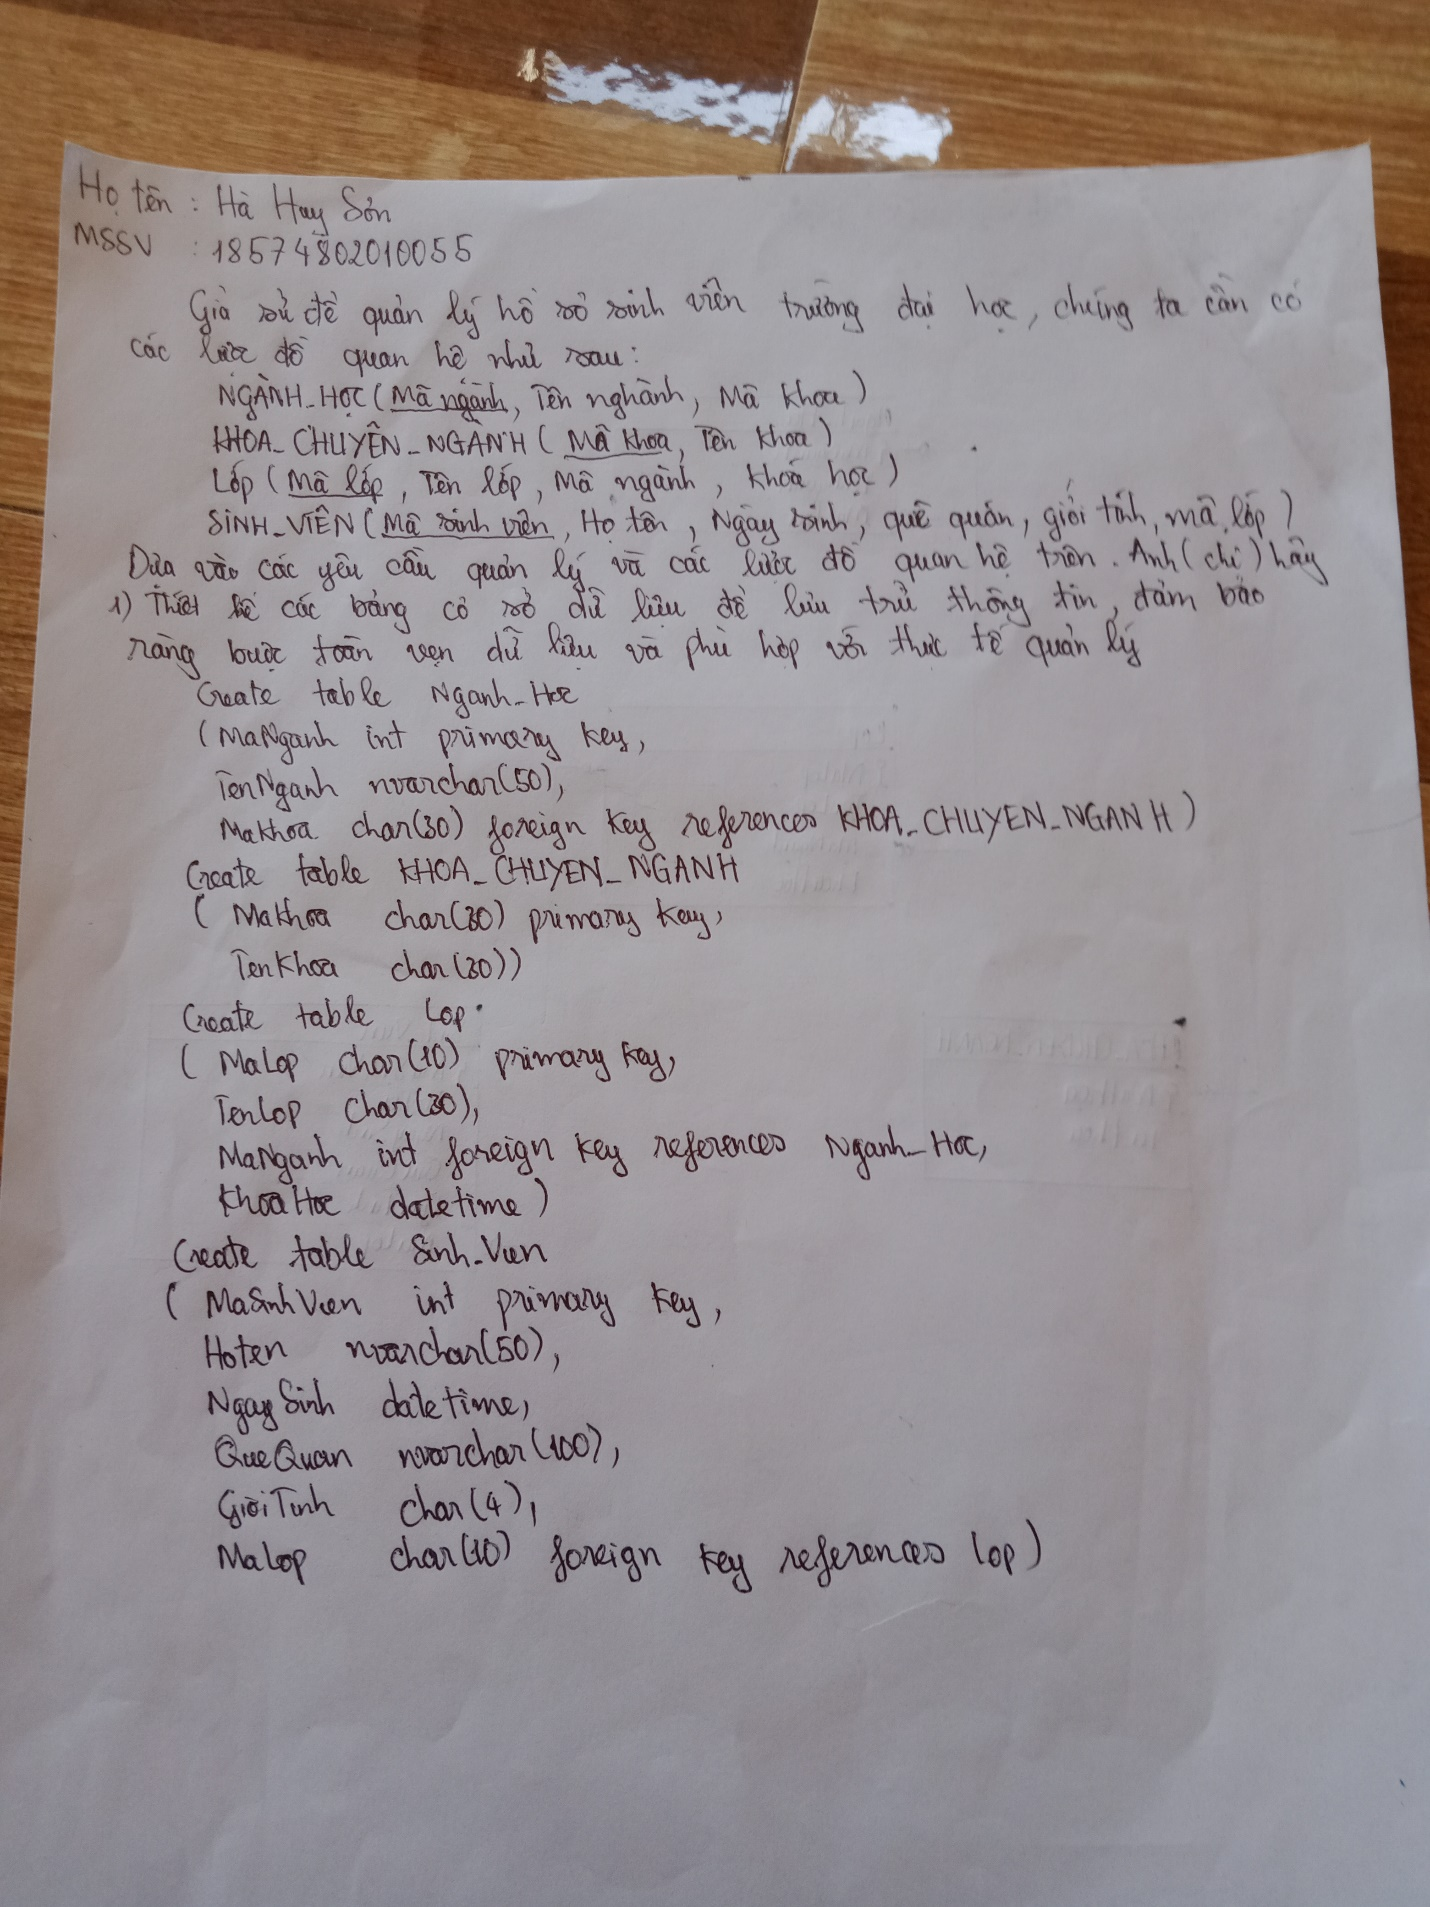 Họ tên : Hà Huy Sơn
MSSV : 18574802010055
Giả sử để quản lý hồ sơ sinh viên trường đại học, chúng ta cần có
các lược đồ quan hệ như sau:
NGÀNH_HỌC ( Mã ngành, Tên nghành, Mã khoa )
KHOA_CHUYÊN_NGÀNH ( Mã khoa, Tên khoa )
Lớp ( Mã lớp, Tên lớp, Mã ngành, khoá học )
SINH_VIÊN ( Mã sinh viên, Họ tên, Ngày sinh, quê quán, giới tính, mã lớp )
Dựa vào các yêu cầu quản lý và các lược đồ quan hệ trên. Anh (chị) hãy
1) Thiết kế các bảng cơ sở dữ liệu để lưu trữ thông tin, đảm bảo
ràng buộc toàn vẹn dữ liệu và phù hợp với thực tế quản lý
Create table Nganh_Hoc
( MaNganh int primary key,
TenNganh nvarchar(50),
Makhoa char(30) foreign key references KHOA_CHUYEN_NGANH )
Create table KHOA_CHUYEN_NGANH
( Makhoa char(30) primary key,
TenKhoa char(30))
Create table Lop
( MaLop char(10) primary key,
TenLop char(30),
MaNganh int foreign key references Nganh_Hoc,
KhoaHoc datetime )
Create table Sinh_Vien
( MaSinhVien int primary key,
Hoten nvarchar(50),
NgaySinh datetime,
QueQuan nvarchar(100),
GiớiTinh char(4),
MaLop char(10) foreign key references Lop )